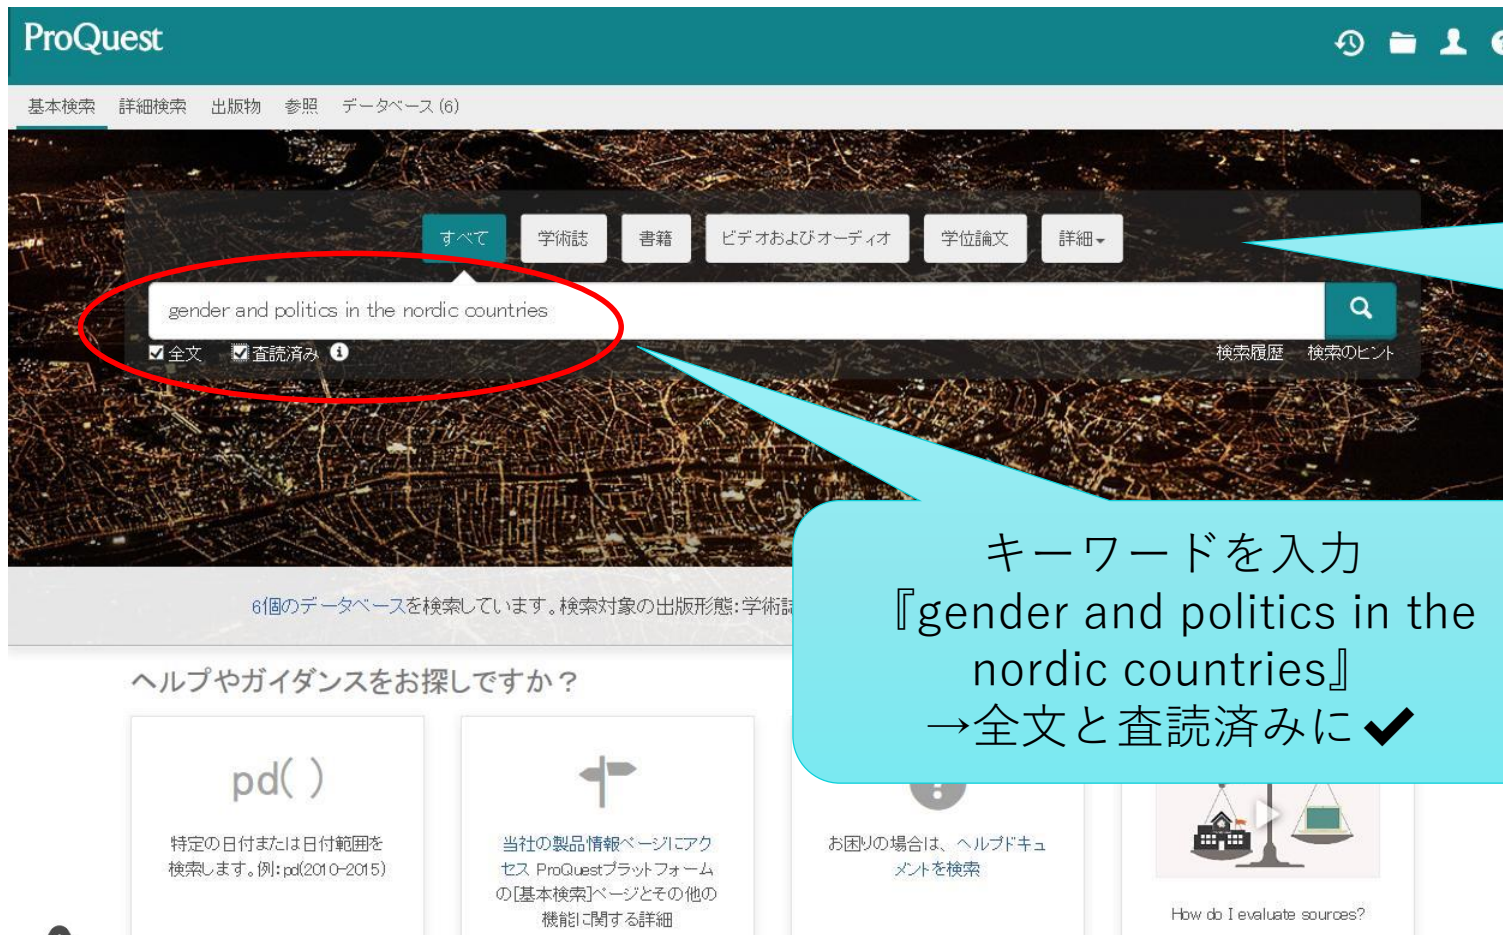 ProQuest
基本検索 詳細検索 出版物 参照 データベース (6)
すべて 学術誌 書籍 ビデオおよびオーディオ 学位論文 詳細
gender and politics in the nordic countries
全文 査読済み
検索履歴 検索のヒント
キーワードを入力
『gender and politics in the
nordic countries』
→全文と査読済みに✔
6個のデータベースを検索しています。検索対象の出版形態:学術
ヘルプやガイダンスをお探しですか？
pd( )
特定の日付または日付範囲を
検索します。例:pd(2010-2015)
当社の製品情報ページにアク
セス ProQuestプラットフォーム
の[基本検索]ページとその他の
機能に関する詳細
お困りの場合は、ヘルプドキュ
メントを検索
How do I evaluate sources?